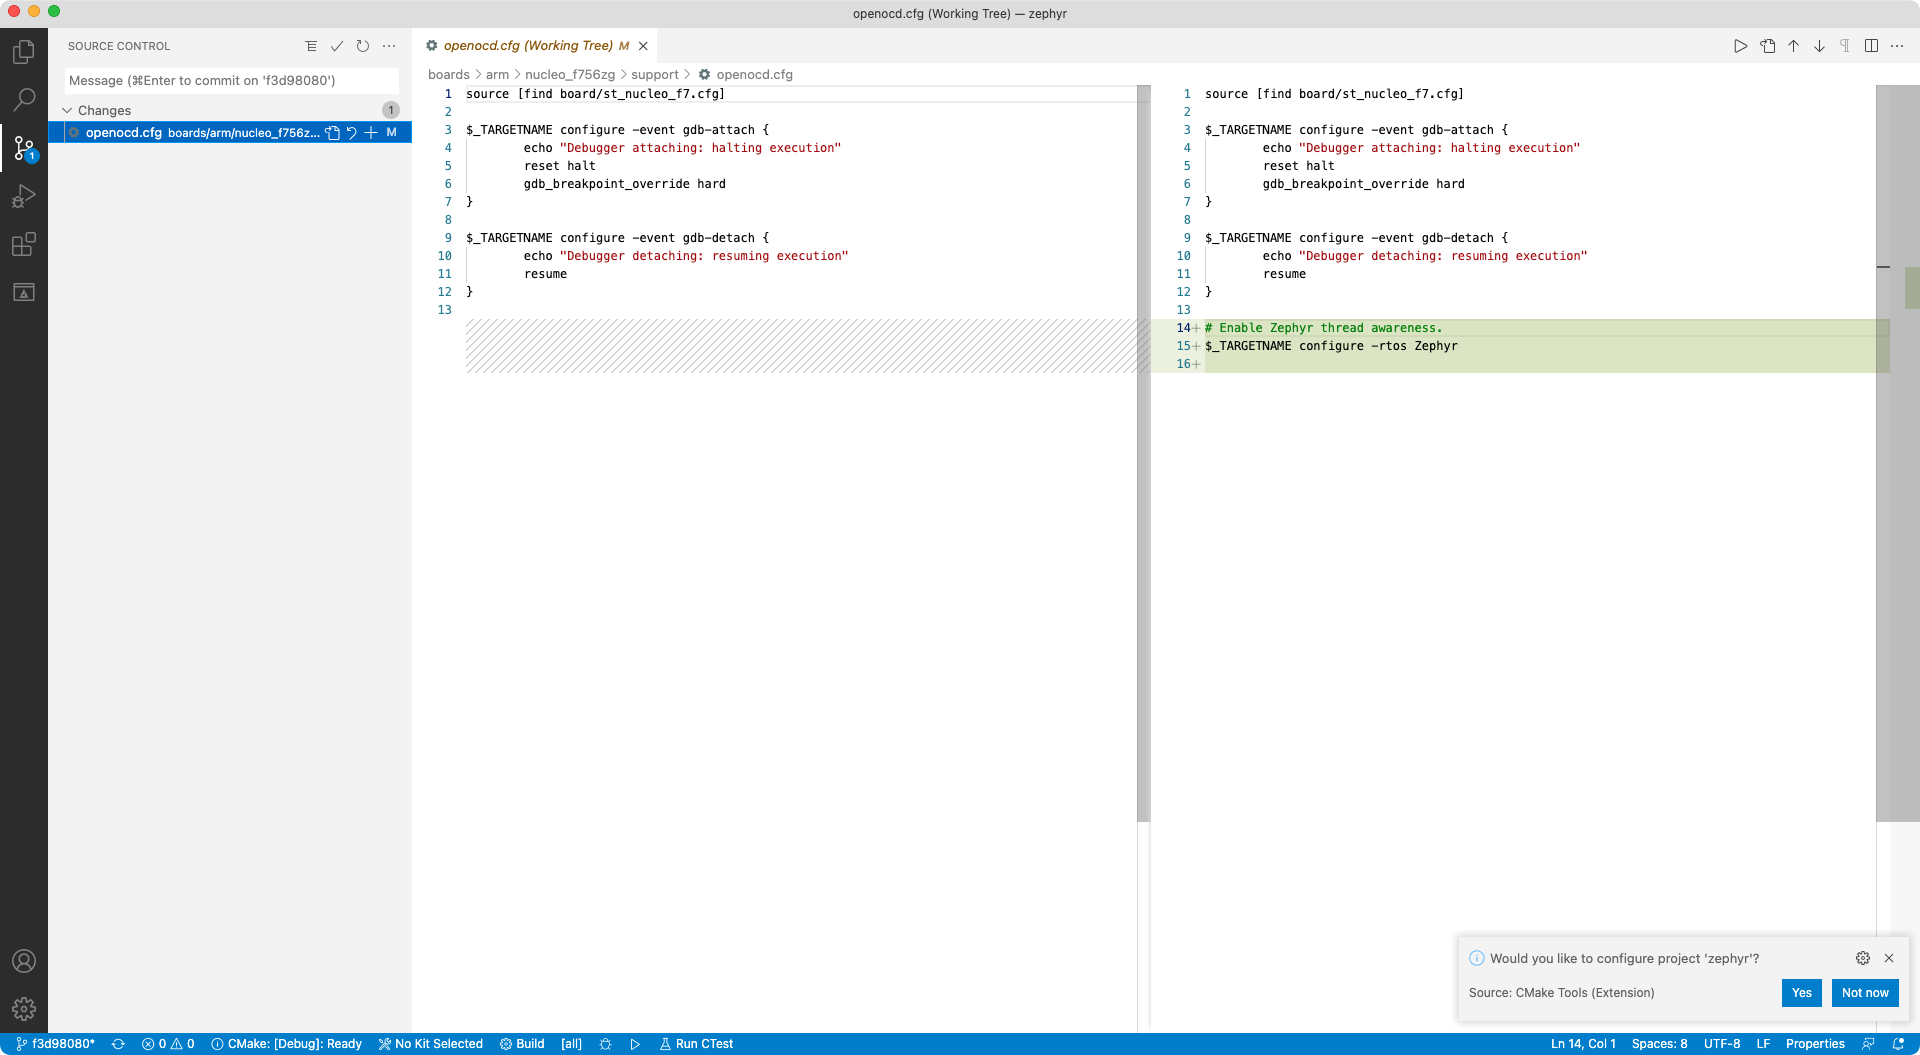 openocd.cfg (Working Tree) — zephyr
SOURCE CONTROL
Message (⌘Enter to commit on 'f3d98080')
Changes 1
openocd.cfg boards/arm/nucleo_f756z... M
1
openocd.cfg (Working Tree) M
boards > arm > nucleo_f756zg > support > openocd.cfg
1 source [find board/st_nucleo_f7.cfg]
2
3 $_TARGETNAME configure -event gdb-attach {
4 echo "Debugger attaching: halting execution"
5 reset halt
6 gdb_breakpoint_override hard
7 }
8
9 $_TARGETNAME configure -event gdb-detach {
10 echo "Debugger detaching: resuming execution"
11 resume
12 }
13
1 source [find board/st_nucleo_f7.cfg]
2
3 $_TARGETNAME configure -event gdb-attach {
4 echo "Debugger attaching: halting execution"
5 reset halt
6 gdb_breakpoint_override hard
7 }
8
9 $_TARGETNAME configure -event gdb-detach {
10 echo "Debugger detaching: resuming execution"
11 resume
12 }
13
14+ # Enable Zephyr thread awareness.
15+ $_TARGETNAME configure -rtos Zephyr
16+
Would you like to configure project 'zephyr'?
Source: CMake Tools (Extension) Yes Not now
f3d98080* 0 0 CMake: [Debug]: Ready No Kit Selected Build [all] Run CTest Ln 14, Col 1 Spaces: 8 UTF-8 LF Properties